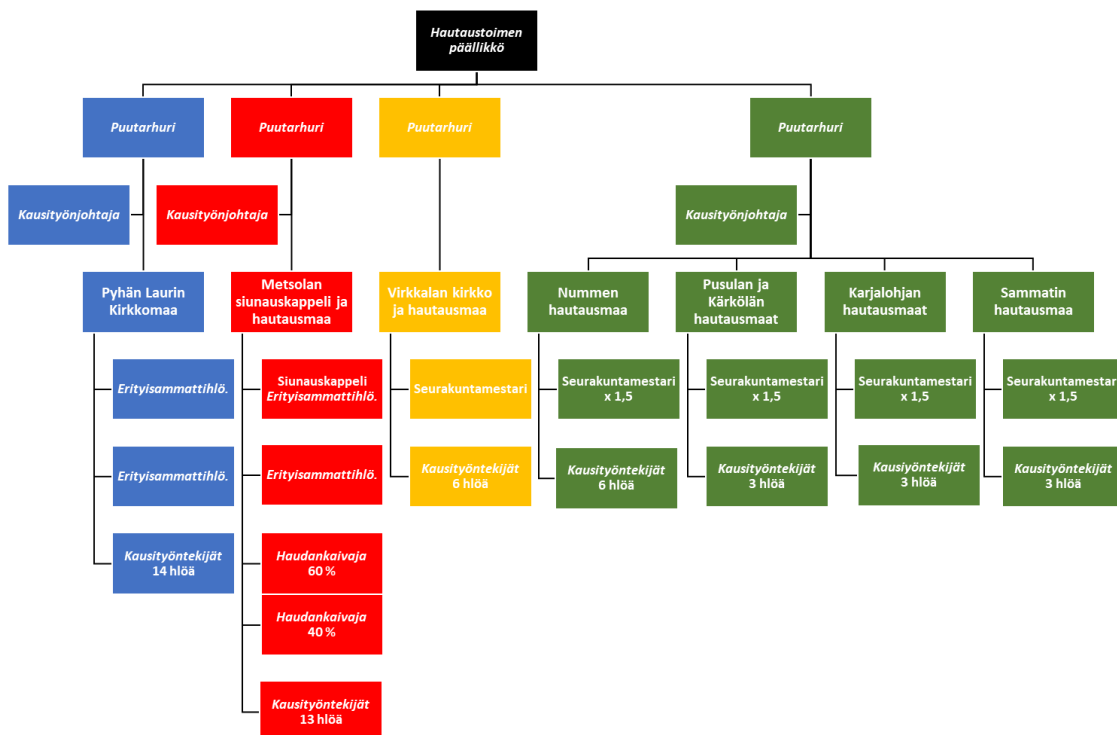 Hautaustoimen
päällikkö
Puutarhuri
Puutarhuri
Puutarhuri
Puutarhuri
Kausityönjohtaja
Kausityönjohtaja
Kausityönjohtaja
Pyhän Laurin
Kirkkomaa
Metsolan
siunauskappeli ja
hautausmaa
Virkkalan kirkko
ja hautausmaa
Nummen
hautausmaa
Pusulan ja
Kärkölän
hautausmaat
Karjalohjan
hautausmaat
Sammatin
hautausmaa
Erityisammattihlö.
Siunauskappeli
Erityisammattihlö.
Seurakuntamestari
Seurakuntamestari
x 1,5
Seurakuntamestari
x 1,5
Seurakuntamestari
x 1,5
Seurakuntamestari
x 1,5
Erityisammattihlö.
Erityisammattihlö.
Kausityöntekijät
6 hlöä
Kausityöntekijät
6 hlöä
Kausityöntekijät
3 hlöä
Kausiyöntekijät
3 hlöä
Kausityöntekijät
3 hlöä
Kausityöntekijät
14 hlöä
Haudankaivaja
60 %
Haudankaivaja
40 %
Kausityöntekijät
13 hlöä